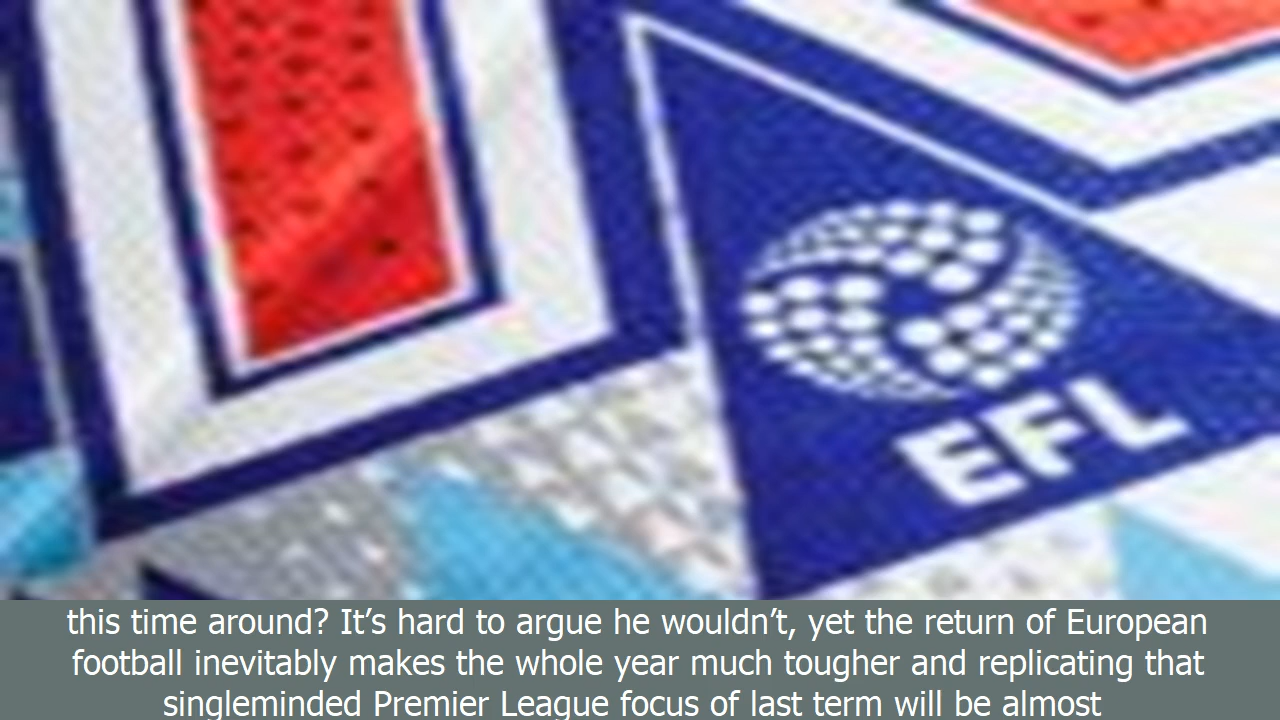 EFL
this time around? It’s hard to argue he wouldn’t, yet the return of European
football inevitably makes the whole year much tougher and replicating that
singleminded Premier League focus of last term will be almost